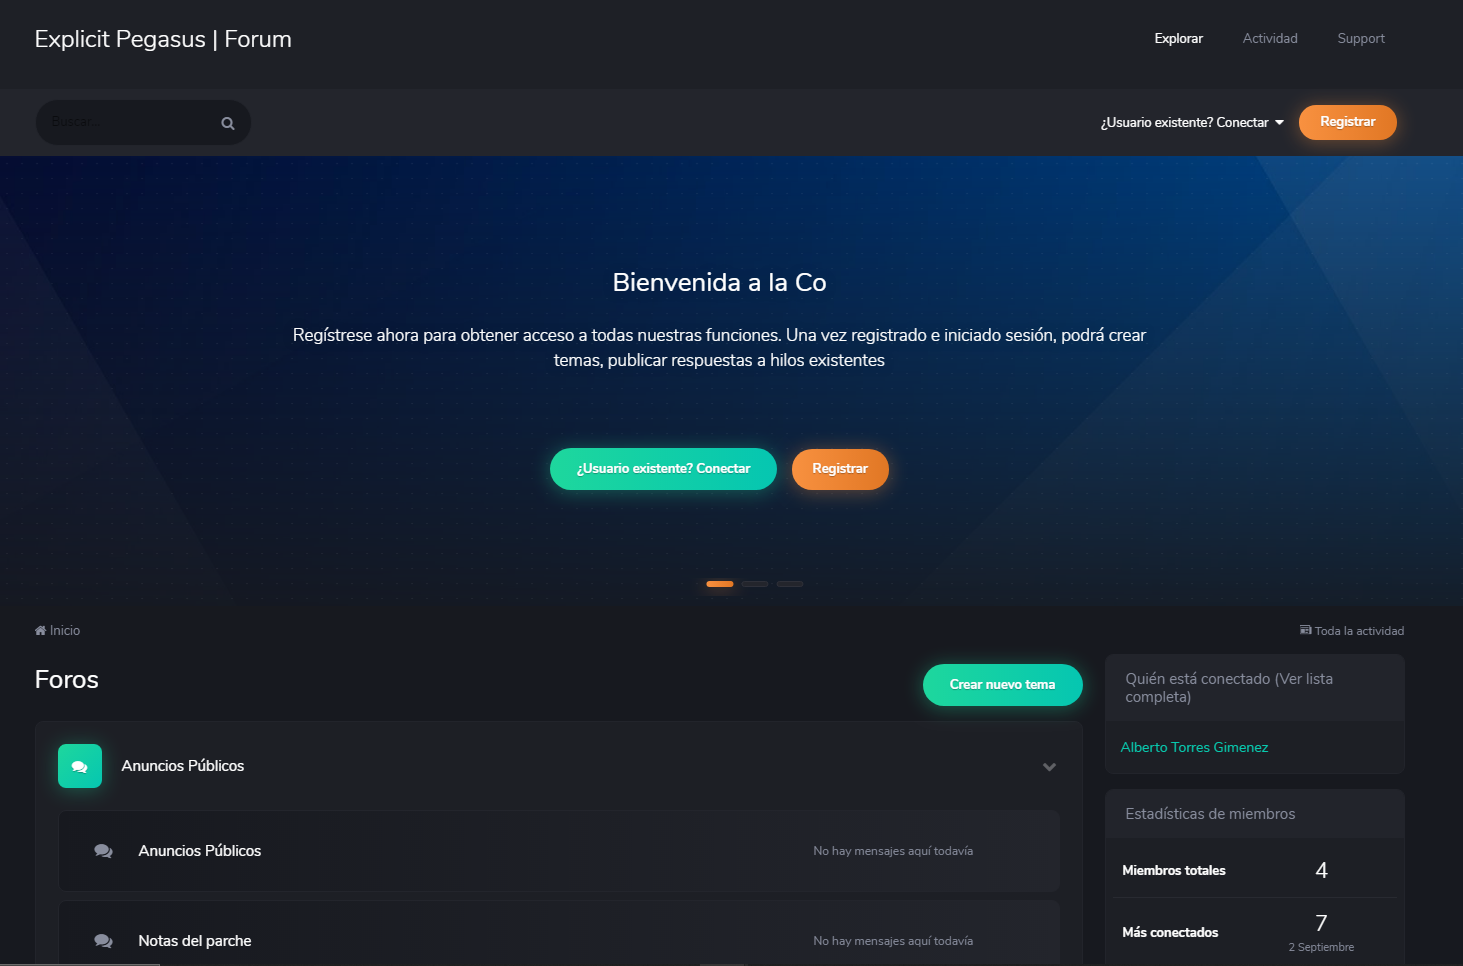 Explicit Pegasus | Forum
Explorar
Actividad
Support
Buscar...
¿Usuario existente? Conectar
Registrar
Bienvenida a la Co
Regístrese ahora para obtener acceso a todas nuestras funciones. Una vez registrado e iniciado sesión, podrá crear
temas, publicar respuestas a hilos existentes
¿Usuario existente? Conectar
Registrar
Inicio
Toda la actividad
Foros
Crear nuevo tema
Anuncios Públicos
Anuncios Públicos
No hay mensajes aquí todavía
Notas del parche
No hay mensajes aquí todavía
Quién está conectado (Ver lista
completa)
Alberto Torres Gimenez
Estadísticas de miembros
Miembros totales
4
Más conectados
7
2 Septiembre